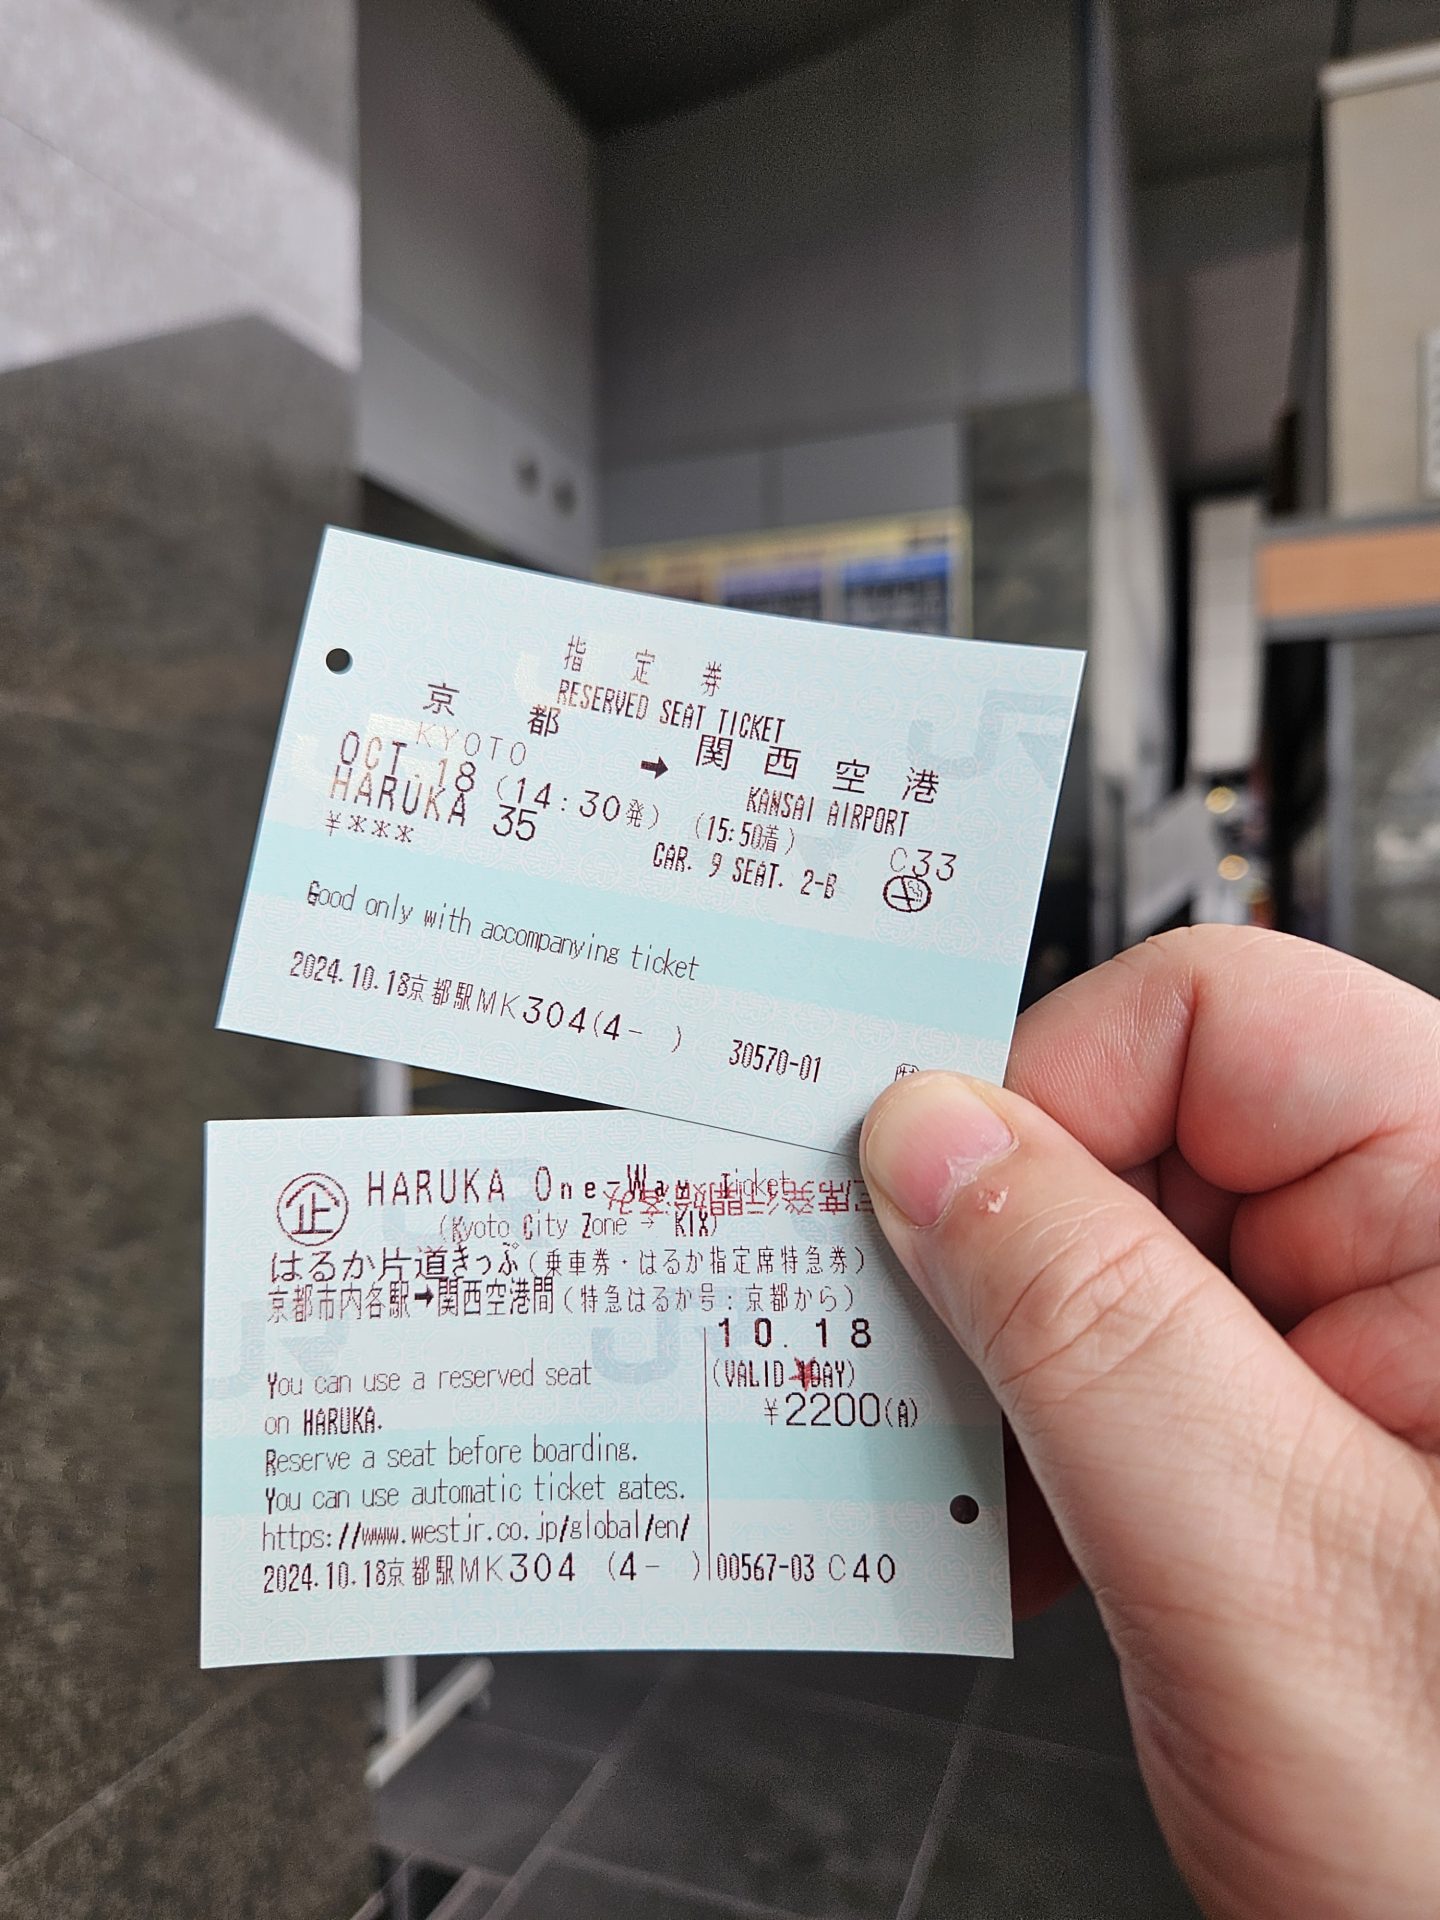 指定券
RESERVED SEAT TICKET
京都 → 関西空港
KYOTO KANSAI AIRPORT
OCT. 18 (14:30発) (15:50着) C33
HARUKA 35 CAR. 9 SEAT. 2-B
¥***
Good only with accompanying ticket
2024.10.18京都駅MK304(4- ) 30570-01
企 HARUKA One-Way Ticket
(Kyoto City Zone → KIX)
はるか片道きっぷ(乗車券・はるか指定席特急券)
京都市内各駅➡関西空港間(特急はるか号:京都から)
10.18
(VALID 1DAY)
¥2200(A)
You can use a reserved seat
on HARUKA.
Reserve a seat before boarding.
You can use automatic ticket gates.
https://www.westjr.co.jp/global/en/
2024.10.18京都駅MK304 (4- ) 00567-03 C40